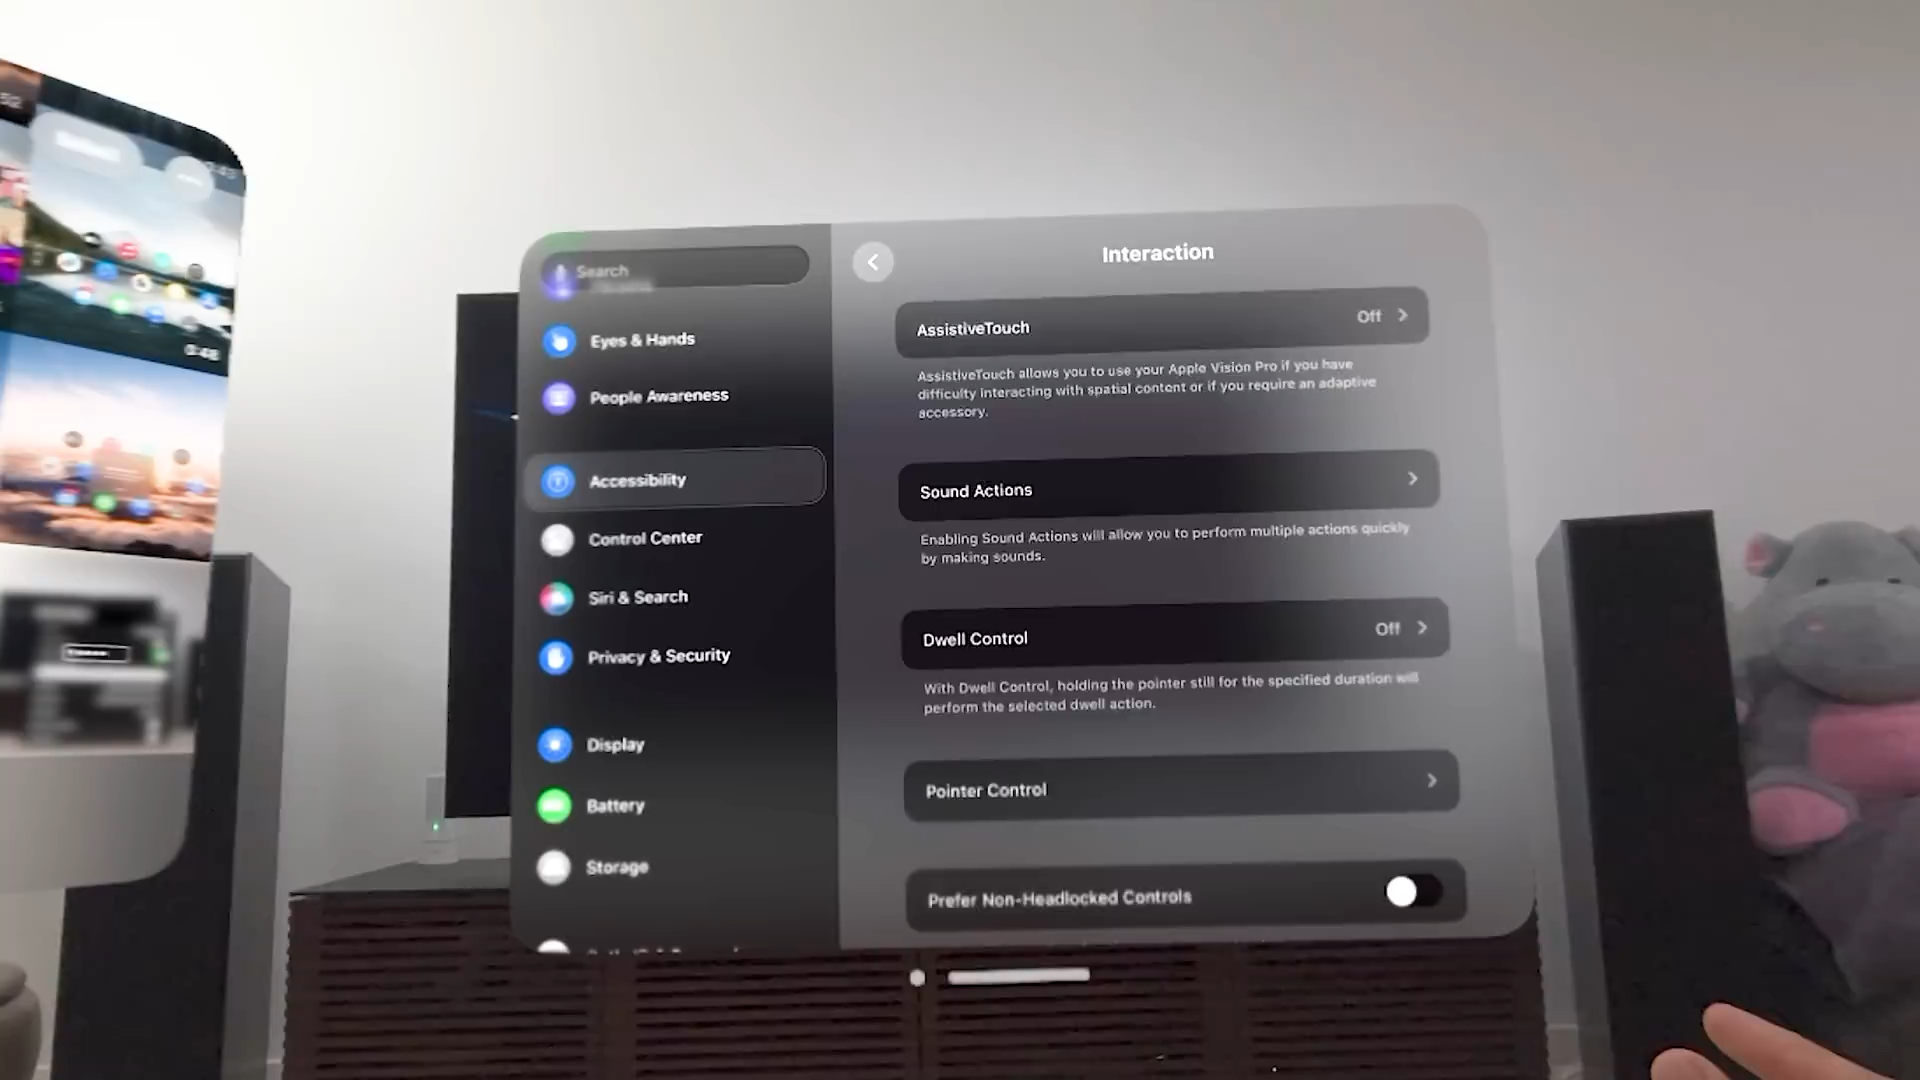 Search
Eyes & Hands
People Awareness
Accessibility
Control Center
Siri & Search
Privacy & Security
Display
Battery
Storage
Interaction
AssistiveTouch
Off
AssistiveTouch allows you to use your Apple Vision Pro if you have
difficulty interacting with spatial content or if you require an adaptive
accessory.
Sound Actions
Enabling Sound Actions will allow you to perform multiple actions quickly
by making sounds.
Dwell Control
Off
With Dwell Control, holding the pointer still for the specified duration will
perform the selected dwell action.
Pointer Control
Prefer Non-Headlocked Controls